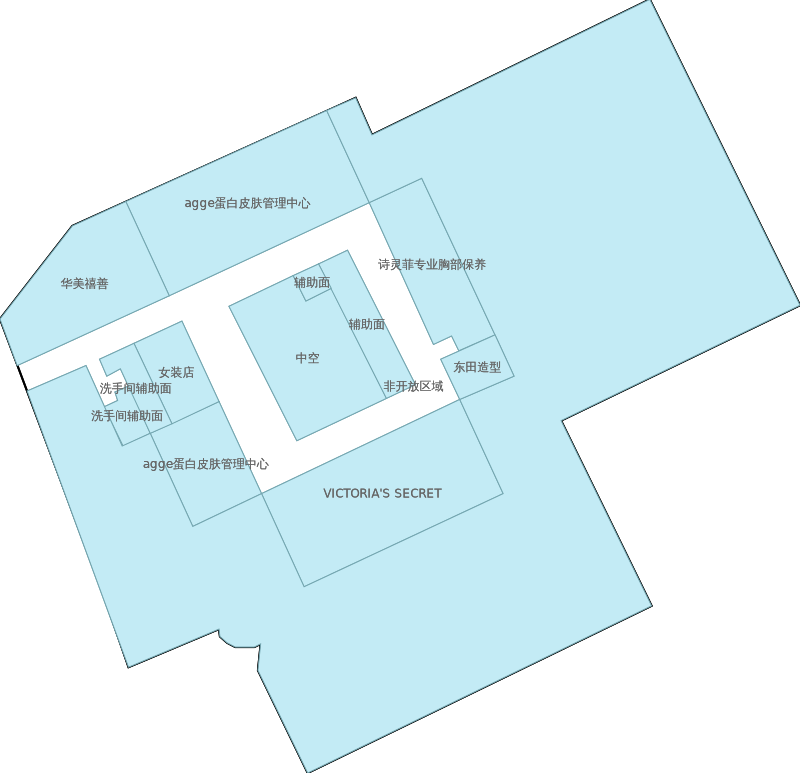 agge蛋白皮肤管理中心
诗灵菲专业胸部保养
华美禧善
辅助面
辅助面
中空
东田造型
女装店
非开放区域
洗手间辅助面
洗手间辅助面
agge蛋白皮肤管理中心
VICTORIA'S SECRET